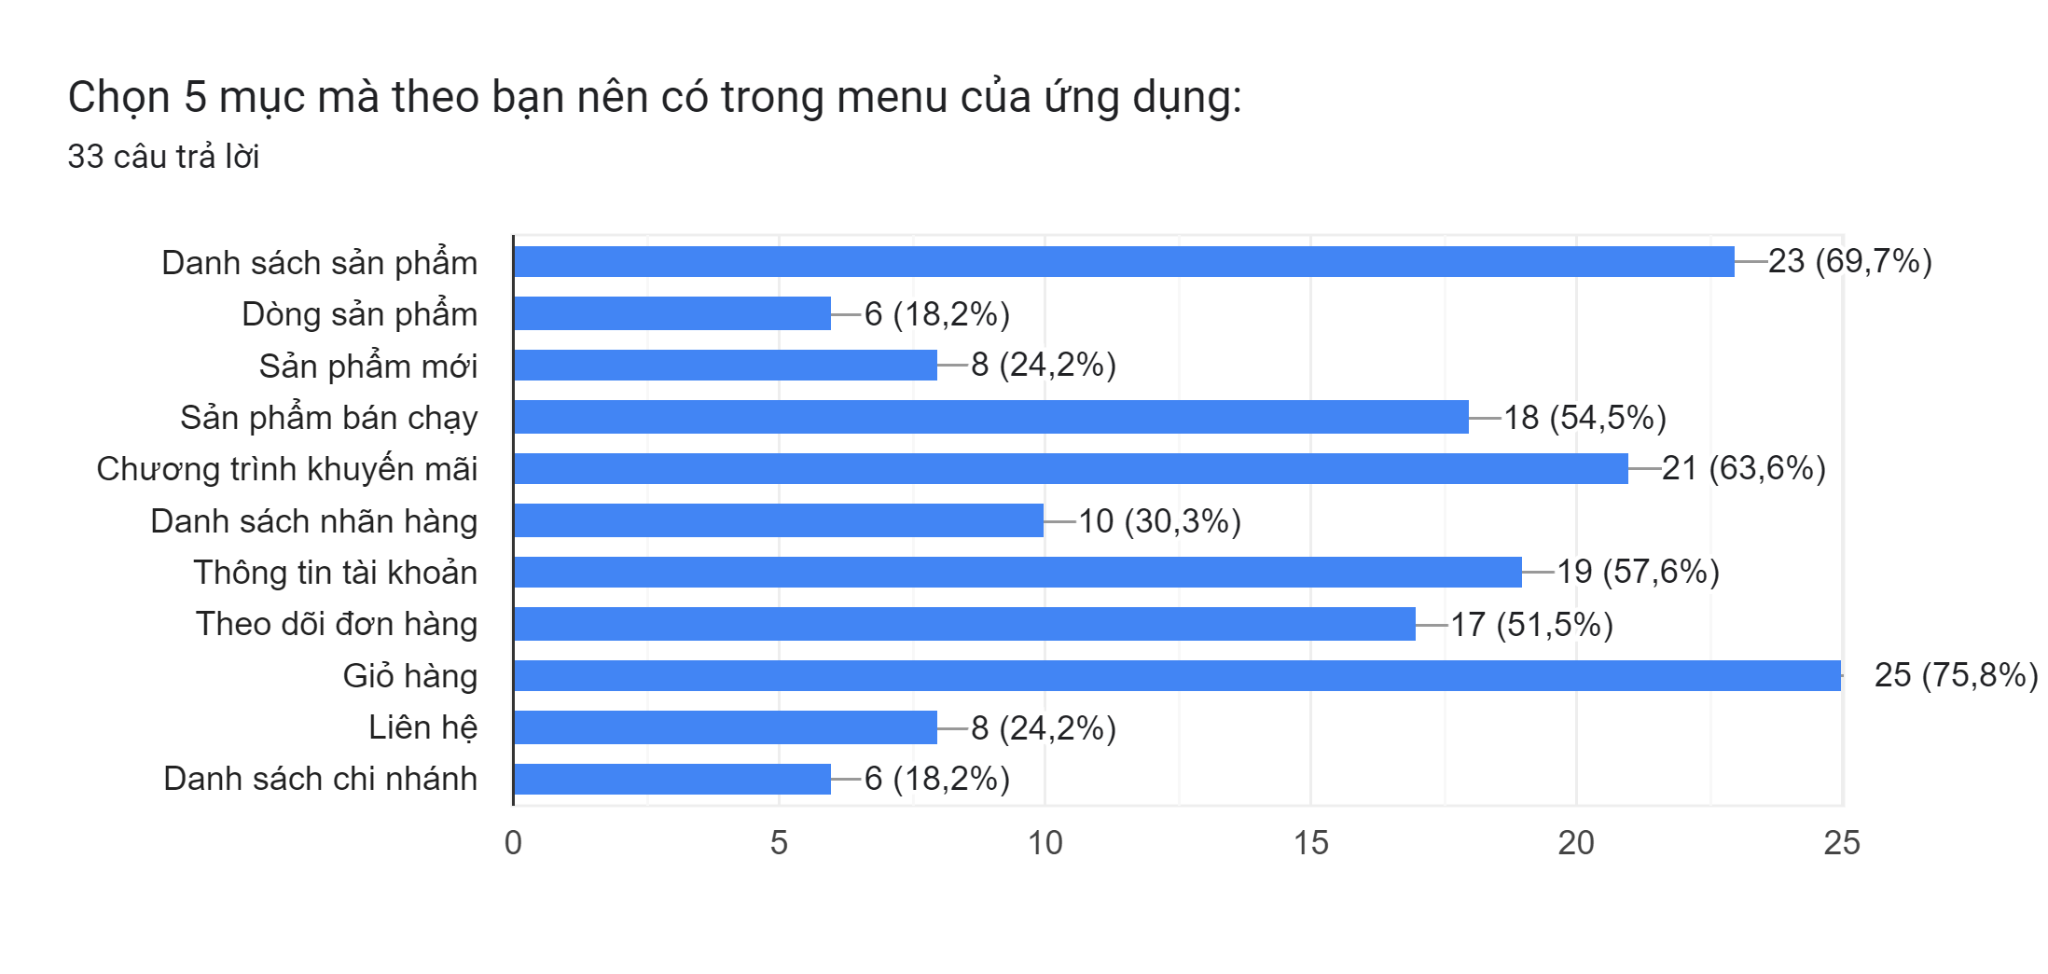 Chọn 5 mục mà theo bạn nên có trong menu của ứng dụng:
33 câu trả lời
Danh sách sản phẩm 23 (69,7%)
Dòng sản phẩm 6 (18,2%)
Sản phẩm mới 8 (24,2%)
Sản phẩm bán chạy 18 (54,5%)
Chương trình khuyến mãi 21 (63,6%)
Danh sách nhãn hàng 10 (30,3%)
Thông tin tài khoản 19 (57,6%)
Theo dõi đơn hàng 17 (51,5%)
Giỏ hàng 25 (75,8%)
Liên hệ 8 (24,2%)
Danh sách chi nhánh 6 (18,2%)
0 5 10 15 20 25